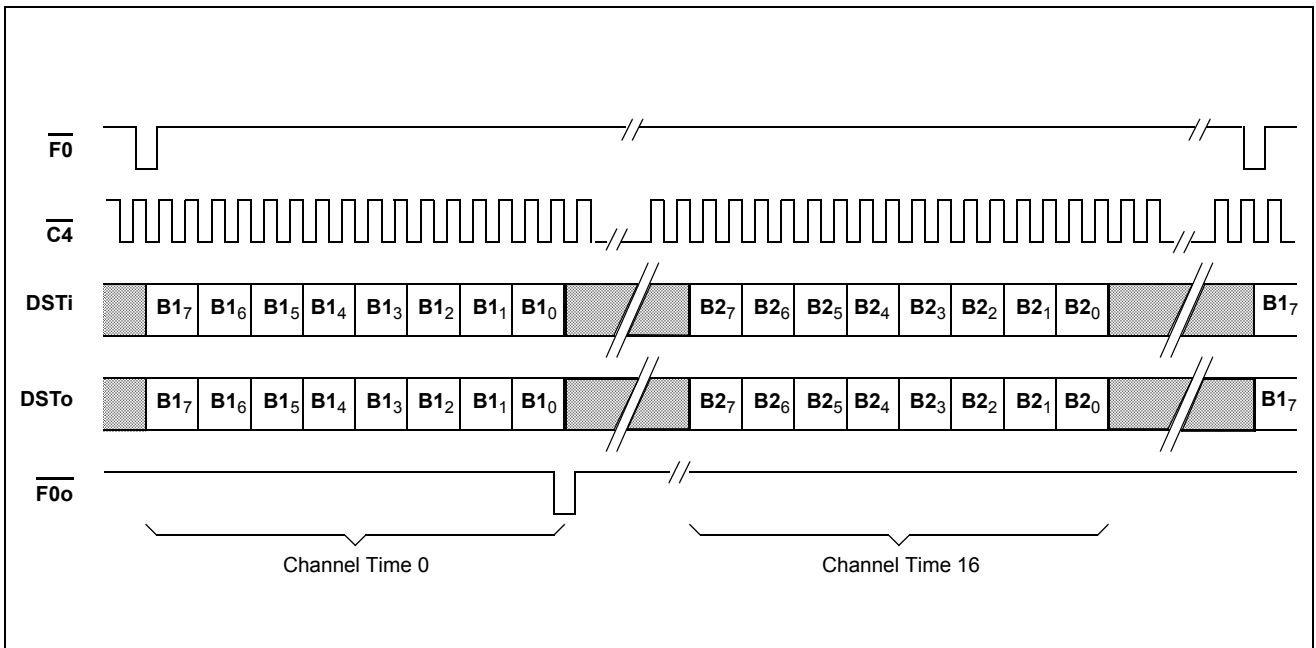 F0
C4
DSTi B1₇ B1₆ B1₅ B1₄ B1₃ B1₂ B1₁ B1₀ B2₇ B2₆ B2₅ B2₄ B2₃ B2₂ B2₁ B2₀ B1₇
DSTo B1₇ B1₆ B1₅ B1₄ B1₃ B1₂ B1₁ B1₀ B2₇ B2₆ B2₅ B2₄ B2₃ B2₂ B2₁ B2₀ B1₇
F0o
Channel Time 0 Channel Time 16